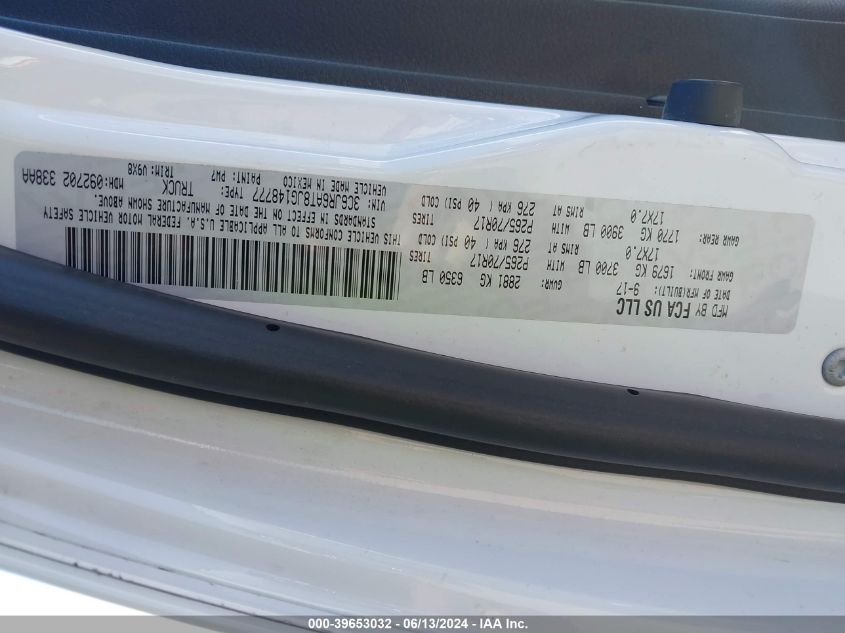 MFD BY FCA US LLC
DATE OF MFR(BUILT): 9-17
GVWR: 2881 KG 6350 LB
GAWR FRONT: 1679 KG 3700 LB WITH P265/70R17 TIRES
17X7.0 RIMS AT 276 KPA ( 40 PSI) COLD
GAWR REAR: 1770 KG 3900 LB WITH P265/70R17 TIRES
17X7.0 RIMS AT 276 KPA ( 40 PSI) COLD
THIS VEHICLE CONFORMS TO ALL APPLICABLE U.S.A. FEDERAL MOTOR VEHICLE SAFETY
STANDARDS IN EFFECT ON THE DATE OF MANUFACTURE SHOWN ABOVE.
VIN: 3C6JR6AT8JG148777 TYPE: TRUCK MDH: 092702 338AA
VEHICLE MADE IN MEXICO PAINT: PW7 TRIM: V9X8
000-39653032 - 06/13/2024 - IAAI Inc.